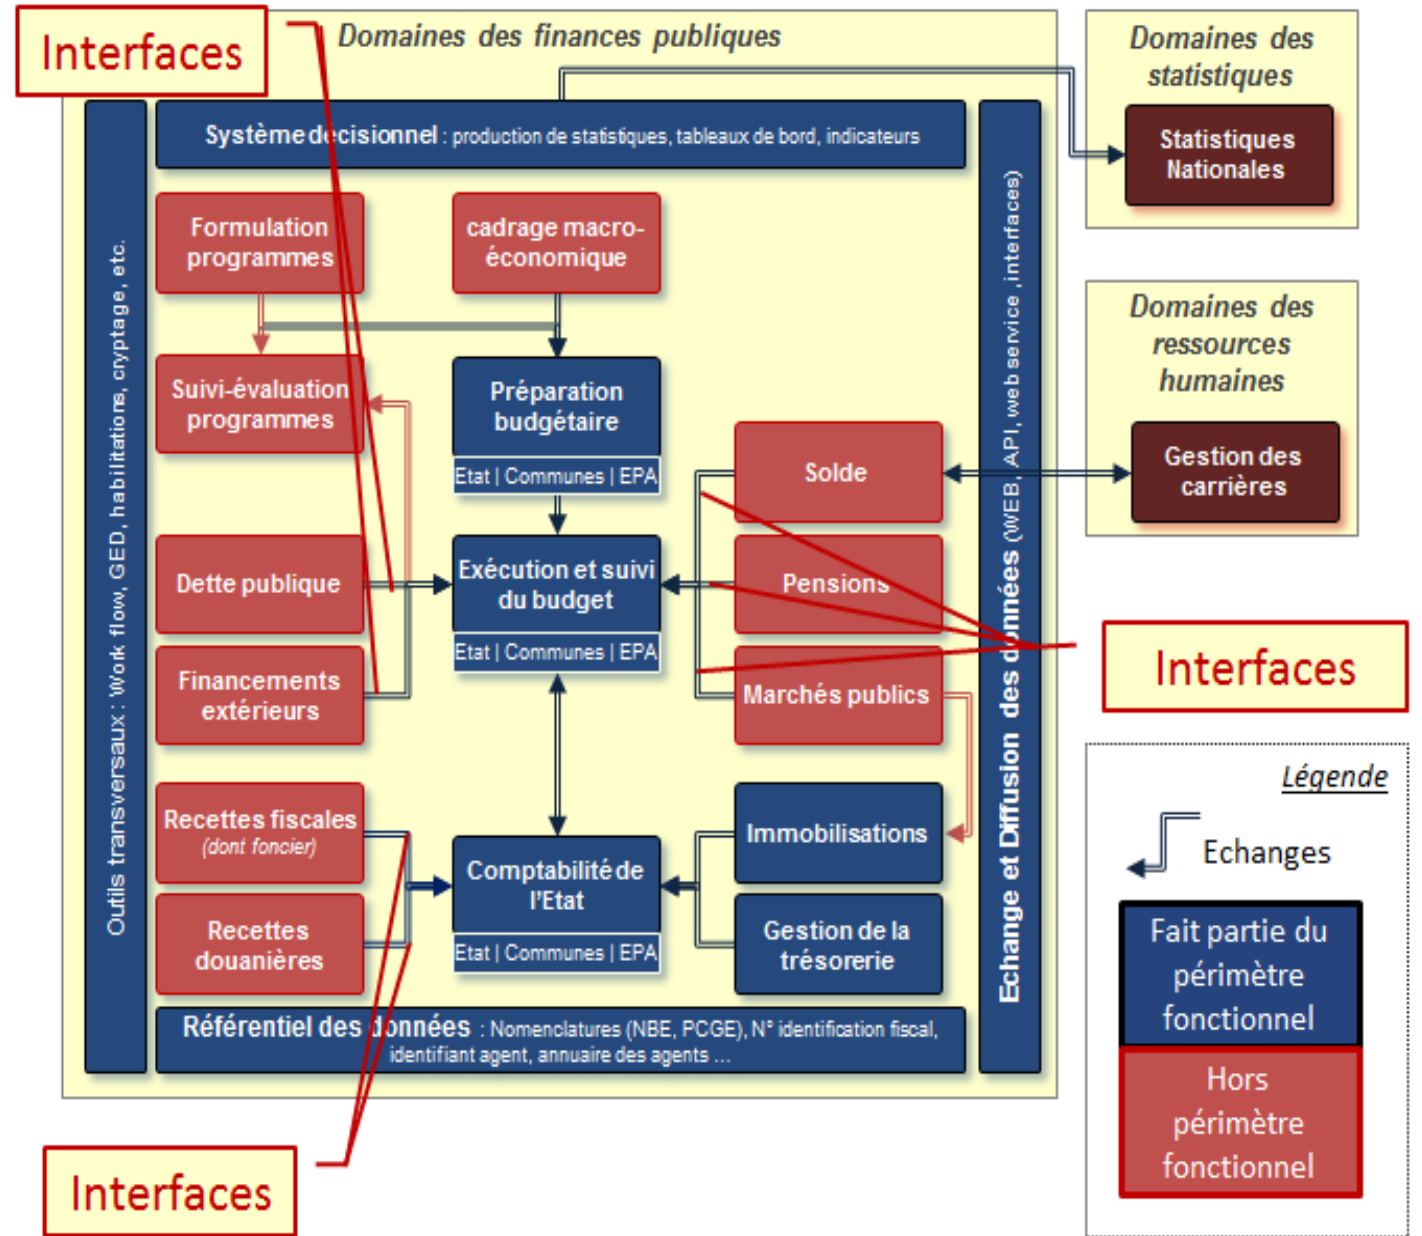 Interfaces
Domaines des finances publiques
Domaines des
statistiques
Statistiques
Nationales
Système décisionnel : production de statistiques, tableaux de bord, indicateurs
Outils transversaux : Work flow, GED, habilitations, cryptage, etc.
Echange et Diffusion des données (WEB, API, web service ,interfaces)
Formulation
programmes
cadrage macro-
économique
Domaines des
ressources
humaines
Suivi-évaluation
programmes
Préparation
budgétaire
Etat | Communes | EPA
Solde
Gestion des
carrières
Dette publique
Exécution et suivi
du budget
Etat | Communes | EPA
Pensions
Interfaces
Financements
extérieurs
Marchés publics
Légende
Echanges
Fait partie du
périmètre
fonctionnel
Hors
périmètre
fonctionnel
Recettes fiscales
(dont foncier)
Comptabilité de
l'Etat
Etat | Communes | EPA
Immobilisations
Recettes
douanières
Gestion de la
trésorerie
Référentiel des données : Nomenclatures (NBE, PCGE), N° identification fiscal,
identifiant agent, annuaire des agents ...
Interfaces